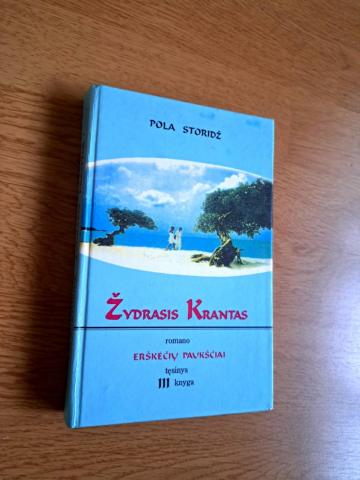 POLA STORIDŽ
ŽYDRASIS KRANTAS
romano
ERŠKĖČIŲ PAUKŠČIAI
tęsinys
III knyga